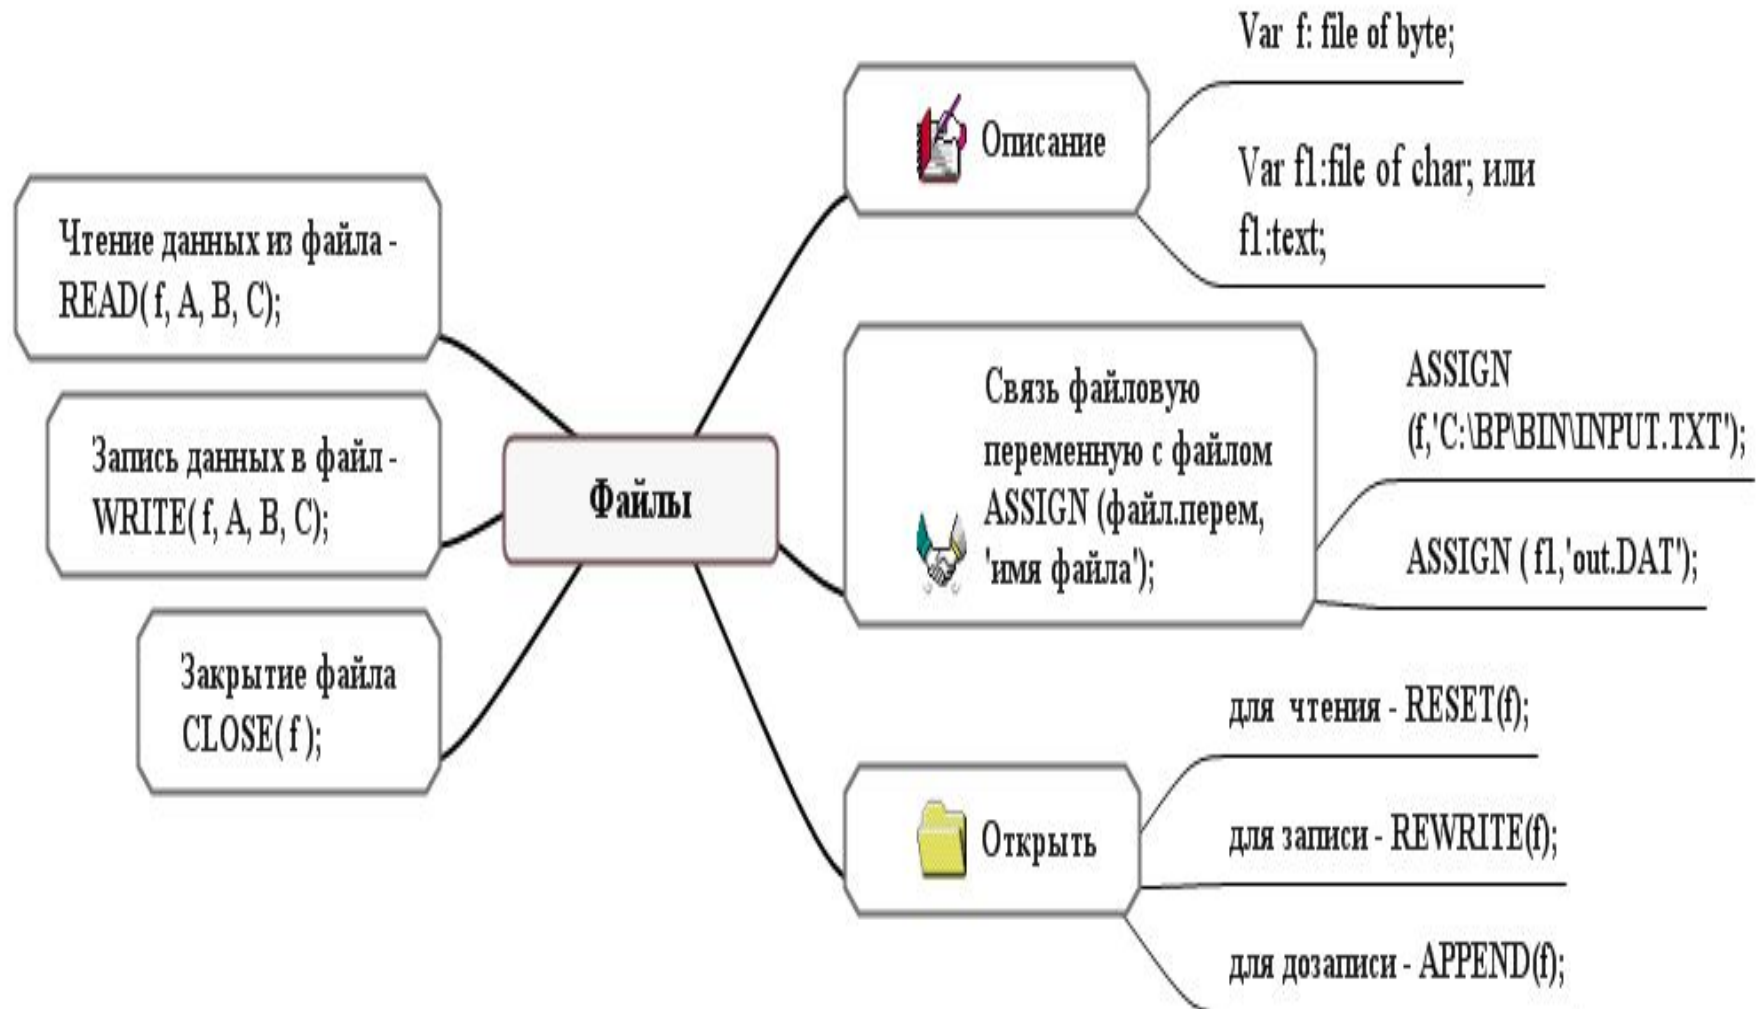 Файлы
Описание
Var f: file of byte;
Var f1:file of char; или
f1:text;
Связь файловую
переменную с файлом
ASSIGN (файл.перем,
'имя файла');
ASSIGN
(f,'C:\BP\BIN\INPUT.TXT');
ASSIGN ( f1,'out.DAT');
Открыть
для чтения - RESET(f);
для записи - REWRITE(f);
для дозаписи - APPEND(f);
Чтение данных из файла -
READ( f, A, B, C);
Запись данных в файл -
WRITE( f, A, B, C);
Закрытие файла
CLOSE( f );